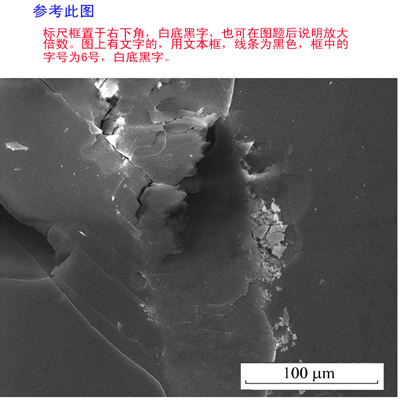 参考此图
标尺框置于右下角，白底黑字，也可在图题后说明放大
倍数。图上有文字的，用文本框，线条为黑色，框中的
字号为6号，白底黑字。
100 μm